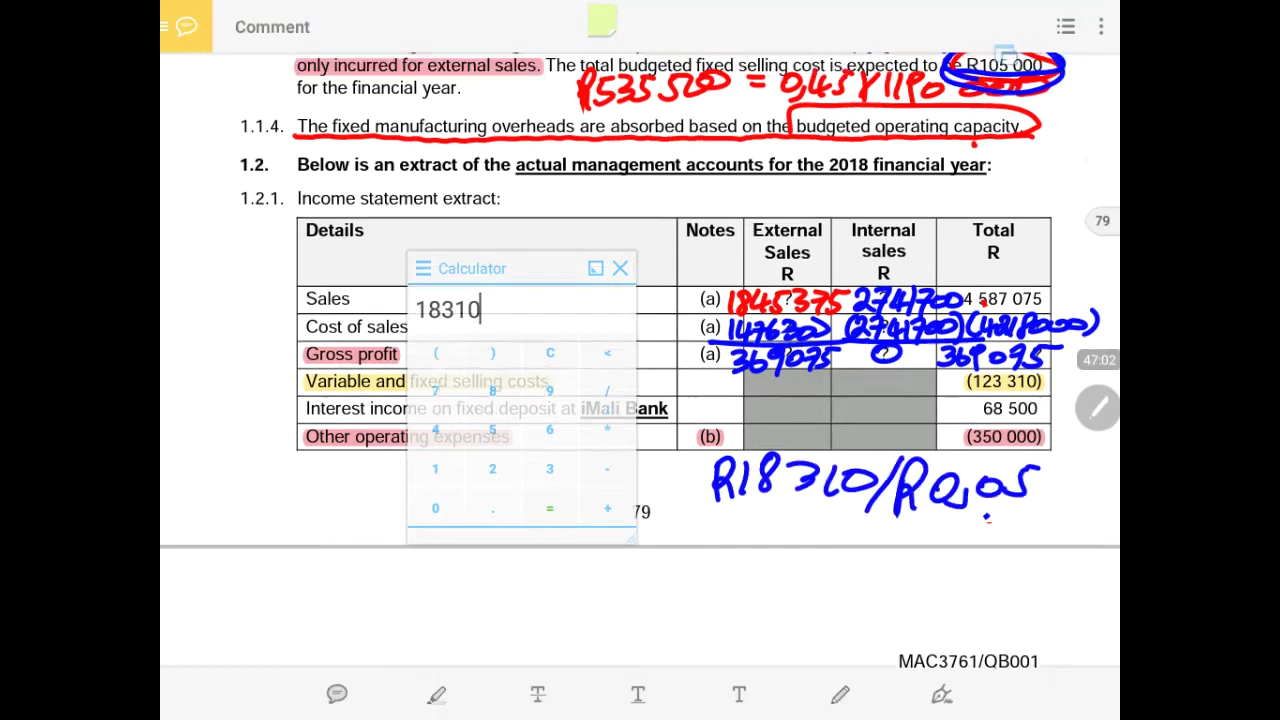 Comment
only incurred for external sales. The total budgeted fixed selling cost is expected to be R105 000
R535500 = 0,45 x 1190 000
for the financial year.
1.1.4. The fixed manufacturing overheads are absorbed based on the budgeted operating capacity.
1.2. Below is an extract of the actual management accounts for the 2018 financial year:
1.2.1. Income statement extract:
79
Details Notes External Sales R Internal sales R Total R
Calculator
18310
Sales (a) 1845375 2741700 4 587 075
Cost of sales (a) 1476300 (2741700) (4218000)
Gross profit (a) 369075 0 369075
47:02
Variable and fixed selling costs (123 310)
Interest income on fixed deposit at iMali Bank 68 500
Other operating expenses (b) (350 000)
( ) C <
7 8 9 /
4 5 6 *
1 2 3 -
0 . = +
R18310/R0,05
79
MAC3761/QB001
T T